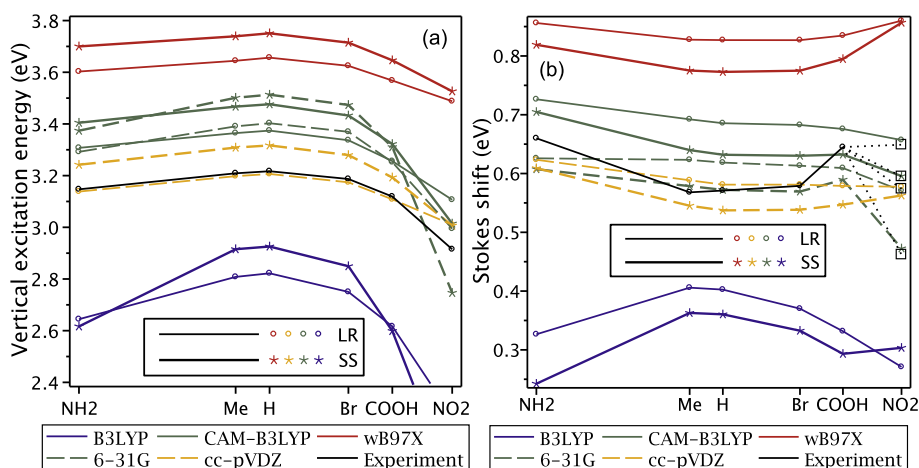 (a)
Vertical excitation energy (eV)
3.8
3.6
3.4
3.2
3.0
2.8
2.6
2.4
LR
SS
NH2 Me H Br COOH NO2
B3LYP CAM-B3LYP wB97X
6-31G cc-pVDZ Experiment
(b)
Stokes shift (eV)
0.8
0.7
0.6
0.5
0.4
0.3
LR
SS
NH2 Me H Br COOH NO2
B3LYP CAM-B3LYP wB97X
6-31G cc-pVDZ Experiment